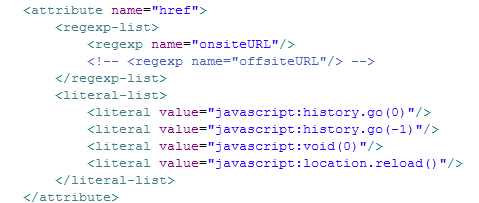 <attribute name="href">
<regexp-list>
<regexp name="onsiteURL"/>
<!-- <regexp name="offsiteURL"/> -->
</regexp-list>
<literal-list>
<literal value="javascript:history.go(0)"/>
<literal value="javascript:history.go(-1)"/>
<literal value="javascript:void(0)"/>
<literal value="javascript:location.reload()"/>
</literal-list>
</attribute>